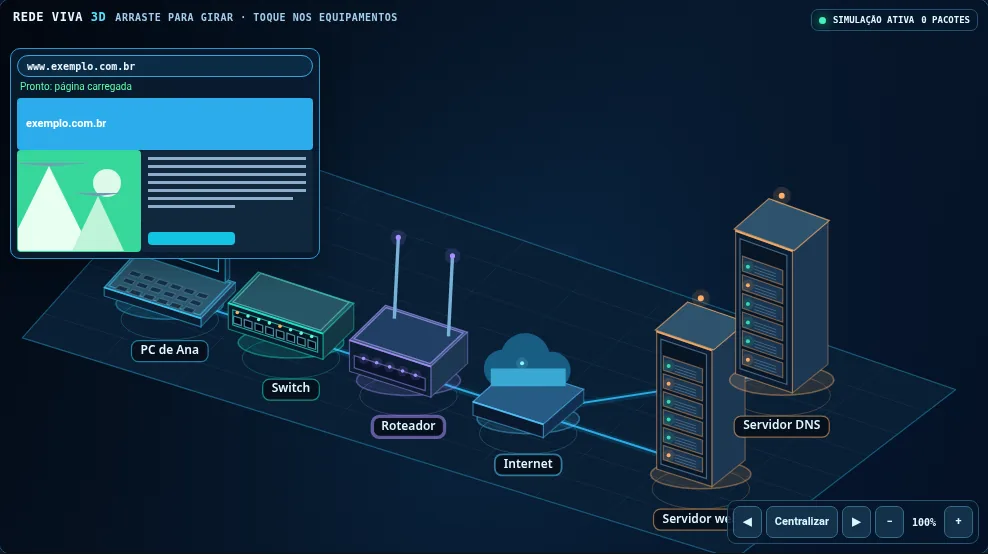 REDE VIVA 3D ARRASTE PARA GIRAR · TOQUE NOS EQUIPAMENTOS
SIMULAÇÃO ATIVA 0 PACOTES
www.exemplo.com.br
Pronto: página carregada
exemplo.com.br
PC de Ana
Switch
Roteador
Internet
Servidor DNS
Servidor we
◀ Centralizar ▶ − 100% +